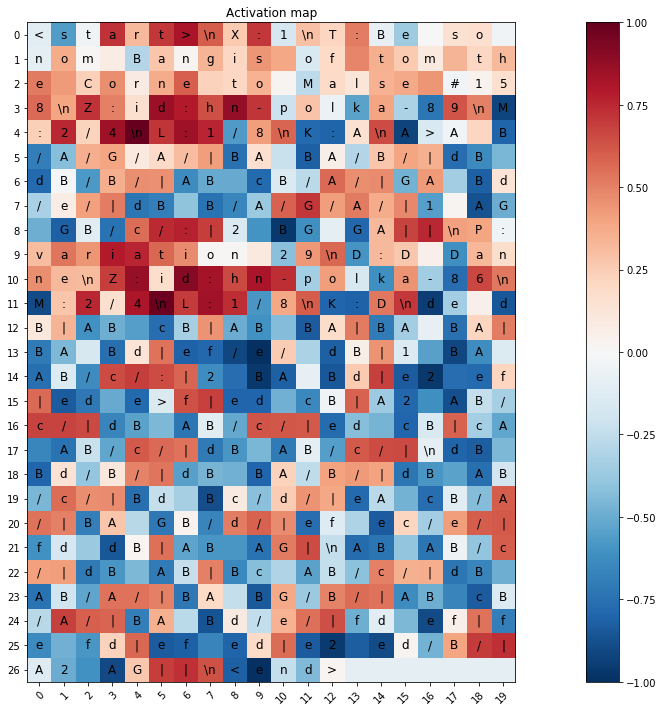 Activation map
0 < s t a r t > \n X : 1 \n T : B e s o
1 n o m B a n g i s o f t o m t h
2 e C o r n e t o M a l s e # 1 5
3 8 \n Z : i d : h n - p o l k a - 8 9 \n M
4 : 2 / 4 \n L : 1 / 8 \n K : A \n A > A B
5 / A / G / A / | B A B A / B / | d B
6 d B / B / | A B c B / A / | G A B d
7 / e / | d B B / A / G / A / | 1 A G
8 G B / c / : | 2 B G G A | | \n P :
9 v a r i a t i o n 2 9 \n D : D D a n
10 n e \n Z : i d : h n - p o l k a - 8 6 \n
11 M : 2 / 4 \n L : 1 / 8 \n K : D \n d e d
12 B | A B c B | A B B A | B A B A |
13 B A B d | e f / e / d B | 1 B A
14 A B / c / : | 2 B A B d | e 2 e f
15 | e d e > f | e d c B | A 2 A B /
16 c / | d B A B / c / | e d c B | c A
17 A B / c / | d B A B / c / | \n d B
18 B d / B / | d B B A / B / | d B A B
19 / c / | B d B c / d / | e A c B / A
20 / | B A G B / d / | e f e c / e / |
21 f d d B | A B A G | \n A B A B / c
22 / | d B A B | B c A B / c / | d B
23 A B / A / | B A B G / B / | A B c B
24 / A / | B A B d / e / | f d e f | f
25 e f d | e f e d | e 2 e d / B / |
26 A 2 A G | | \n < e n d >
0 1 2 3 4 5 6 7 8 9 10 11 12 13 14 15 16 17 18 19
1.00
0.75
0.50
0.25
0.00
−0.25
−0.50
−0.75
−1.00